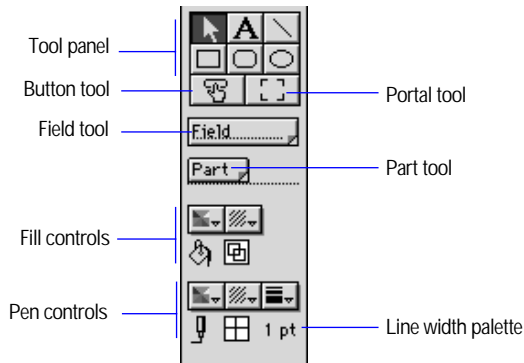 Tool panel
A
Button tool
Portal tool
Field tool
Field
Part
Part tool
Fill controls
Pen controls
1 pt
Line width palette